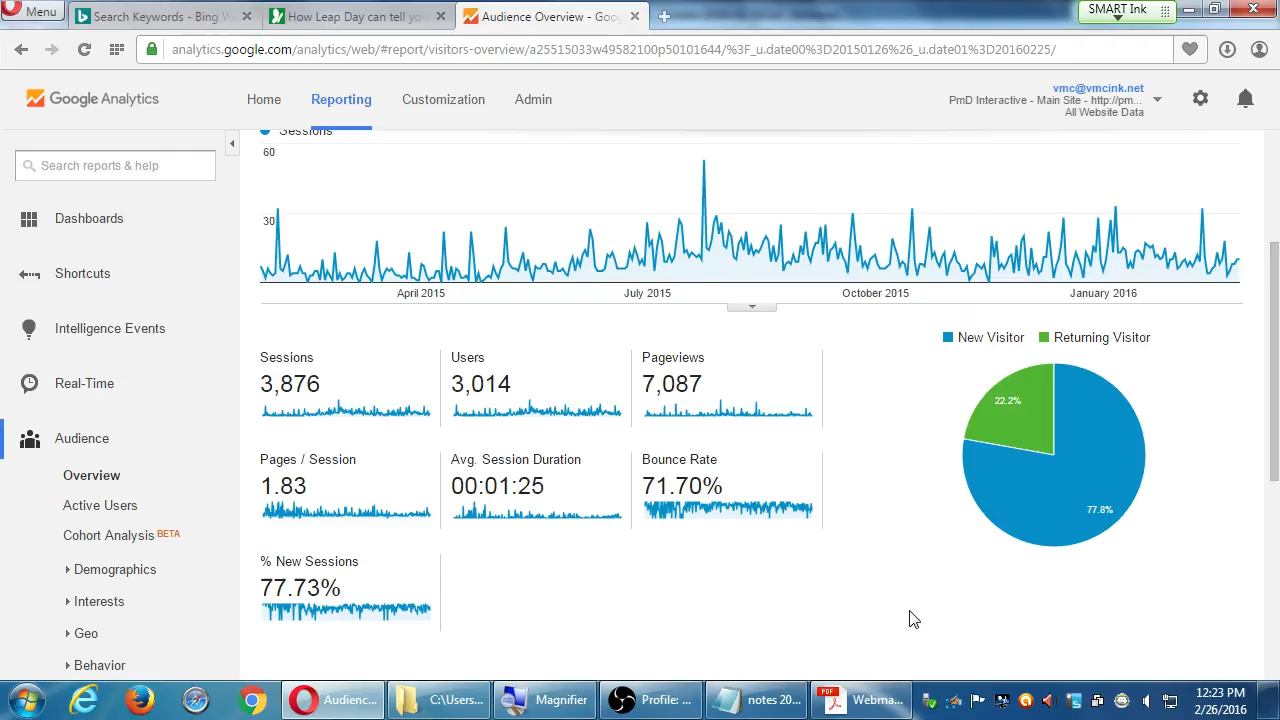 Menu
Search Keywords - Bing W
How Leap Day can tell you
Audience Overview - Goo
SMART Ink
analytics.google.com/analytics/web/#report/visitors-overview/a25515033w49582100p50101644/%3F_u.date00%3D20150126%26_u.date01%3D20160225/
Google Analytics
Home
Reporting
Customization
Admin
vmc@vmcink.net
PmD Interactive - Main Site - http://pm...
All Website Data
Search reports & help
Dashboards
Shortcuts
Intelligence Events
Real-Time
Audience
Overview
Active Users
Cohort Analysis BETA
Demographics
Interests
Geo
Behavior
Sessions
60
30
April 2015
July 2015
October 2015
January 2016
New Visitor
Returning Visitor
Sessions
3,876
Users
3,014
Pageviews
7,087
Pages / Session
1.83
Avg. Session Duration
00:01:25
Bounce Rate
71.70%
% New Sessions
77.73%
22.2%
77.8%
Audienc...
C:\Users...
Magnifier
Profile: ...
notes 20...
PDF
Webma...
12:23 PM
2/26/2016